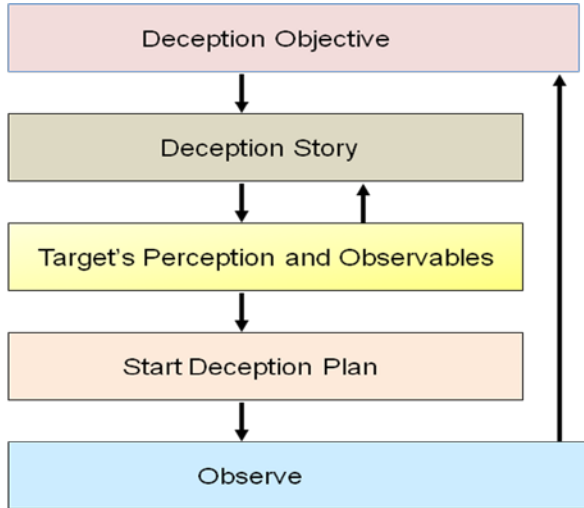 Deception Objective
Deception Story
Target's Perception and Observables
Start Deception Plan
Observe